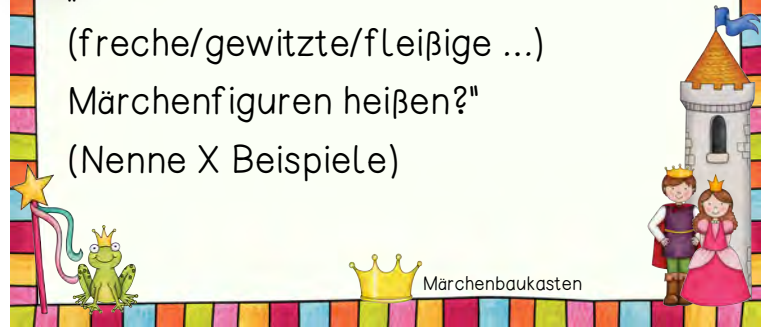 (freche/gewitzte/fleißige ...)
Märchenfiguren heißen?"
(Nenne X Beispiele)
Märchenbaukasten